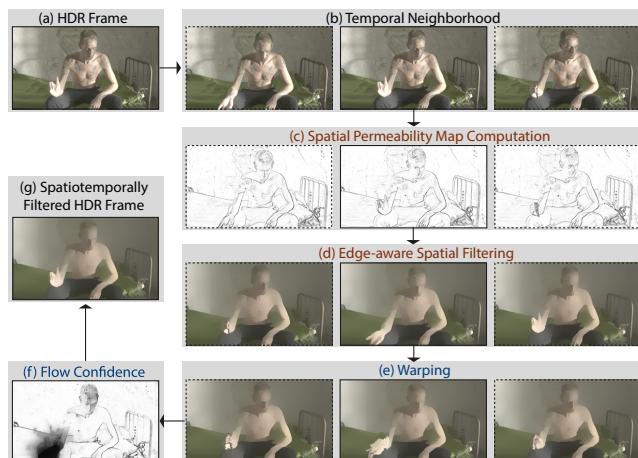 (a) HDR Frame
(b) Temporal Neighborhood
(c) Spatial Permeability Map Computation
(g) Spatiotemporally
Filtered HDR Frame
(d) Edge-aware Spatial Filtering
(f) Flow Confidence
(e) Warping